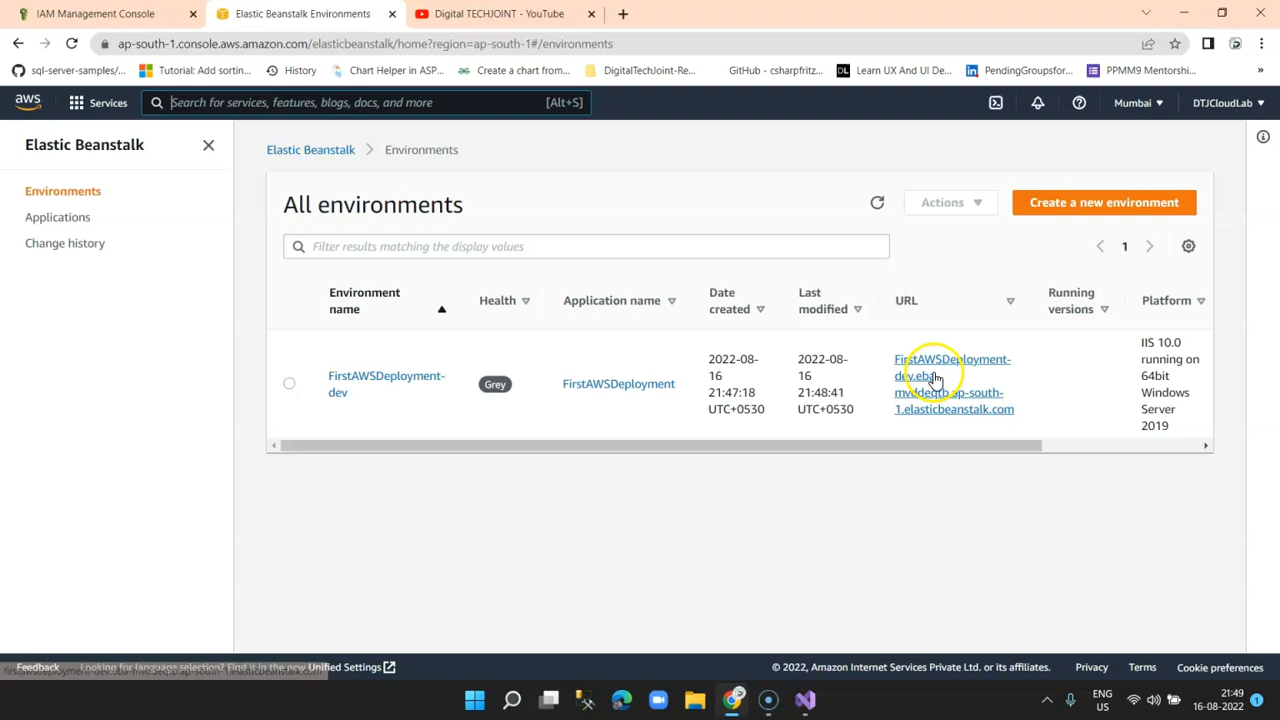 IAM Management Console
Elastic Beanstalk Environments
Digital TECHJOINT - YouTube
ap-south-1.console.aws.amazon.com/elasticbeanstalk/home?region=ap-south-1#/environments
sql-server-samples/...
Tutorial: Add sortin...
History
Chart Helper in ASP...
Create a chart from...
DigitalTechJoint-Re...
GitHub - csharpfritz...
Learn UX And UI De...
PendingGroupsfor...
PPMM9 Mentorshi...
aws
Services
Search for services, features, blogs, docs, and more
[Alt+S]
Mumbai
DTJCloudLab
Elastic Beanstalk
Environments
Applications
Change history
Elastic Beanstalk
Environments
All environments
Actions
Create a new environment
Filter results matching the display values
1
Environment
name
Health
Application name
Date
created
Last
modified
URL
Running
versions
Platform
FirstAWSDeployment-
dev
Grey
FirstAWSDeployment
2022-08-
16
21:47:18
UTC+0530
2022-08-
16
21:48:41
UTC+0530
FirstAWSDeployment-
dev.eba-
ap-south-
1.elasticbeanstalk.com
IIS 10.0
running on
64bit
Windows
Server
2019
Feedback
Looking for language selection? Find it in the new Unified Settings
© 2022, Amazon Internet Services Private Ltd. or its affiliates.
Privacy
Terms
Cookie preferences
ENG
US
21:49
16-08-2022
1